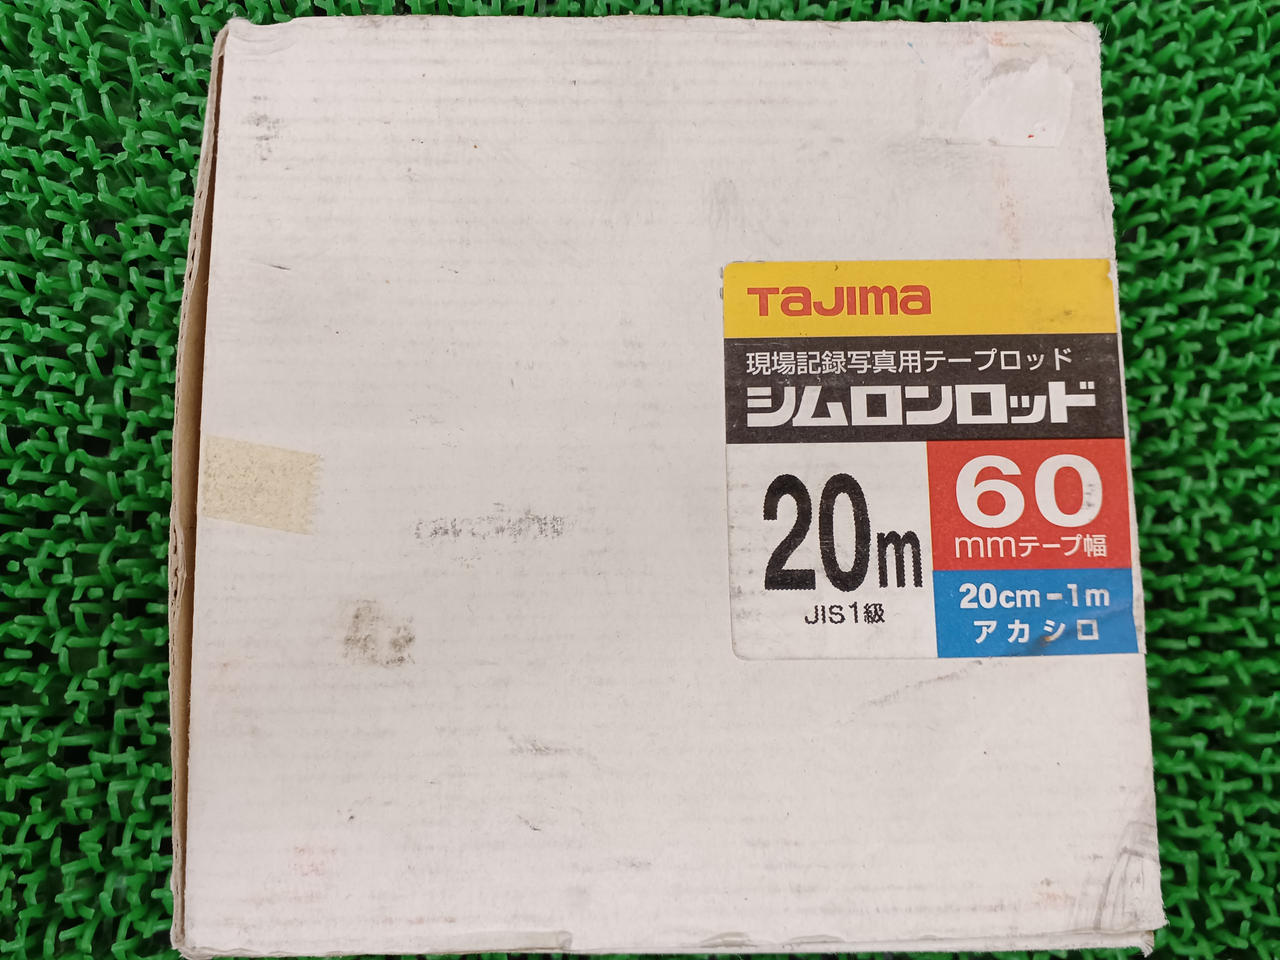 TaJIma
現場記録写真用テープロッド
シムロンロッド
20m
JIS1級
60
mmテープ幅
20cm-1m
アカシロ